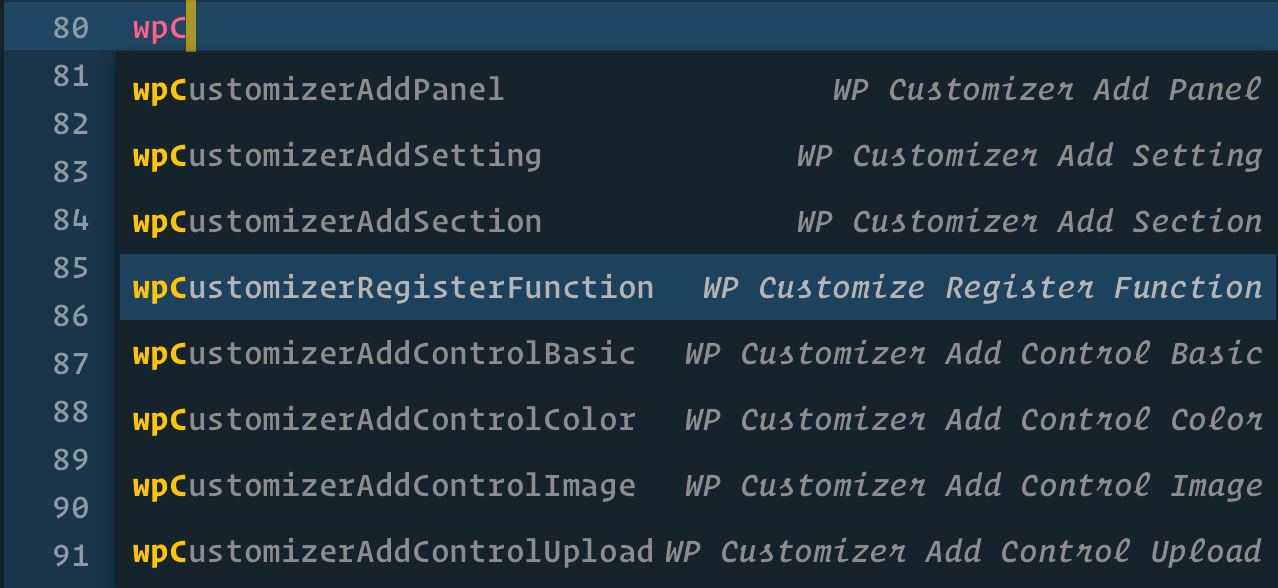 80 wpC
81 wpCustomizerAddPanel WP Customizer Add Panel
82
83 wpCustomizerAddSetting WP Customizer Add Setting
84 wpCustomizerAddSection WP Customizer Add Section
85 wpCustomizerRegisterFunction WP Customize Register Function
86
87 wpCustomizerAddControlBasic WP Customizer Add Control Basic
88 wpCustomizerAddControlColor WP Customizer Add Control Color
89
90 wpCustomizerAddControlImage WP Customizer Add Control Image
91 wpCustomizerAddControlUpload WP Customizer Add Control Upload